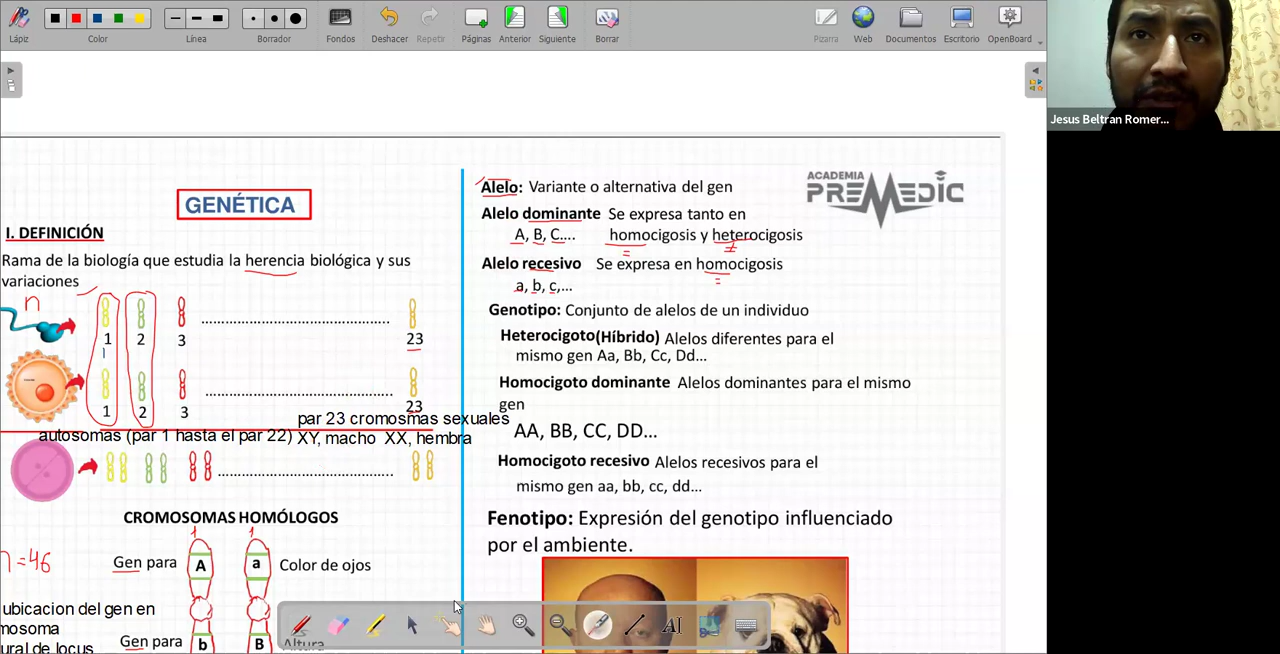 Lápiz
Color
Línea
Borrador
Fondos
Deshacer
Repetir
Páginas
Anterior
Siguiente
Borrar
Pizarra
Web
Documentos
Escritorio
OpenBoard
Jesus Beltran Romer...
GENÉTICA
I. DEFINICIÓN
Rama de la biología que estudia la herencia biológica y sus
variaciones
n
1 2 3 23
1 2 3 23
par 23 cromosmas sexuales
autosomas (par 1 hasta el par 22) XY, macho XX, hembra
CROMOSOMAS HOMÓLOGOS
1 1
n=46
Gen para A a Color de ojos
ubicacion del gen en
mosoma
ural de locus
Gen para b B Altura
ACADEMIA
PREMEDIC
Alelo: Variante o alternativa del gen
Alelo dominante Se expresa tanto en
A, B, C.... homocigosis y heterocigosis
= ≠
Alelo recesivo Se expresa en homocigosis
=
a, b, c,...
Genotipo: Conjunto de alelos de un individuo
Heterocigoto(Híbrido) Alelos diferentes para el
mismo gen Aa, Bb, Cc, Dd...
Homocigoto dominante Alelos dominantes para el mismo
gen
AA, BB, CC, DD...
Homocigoto recesivo Alelos recesivos para el
mismo gen aa, bb, cc, dd...
Fenotipo: Expresión del genotipo influenciado
por el ambiente.
AI